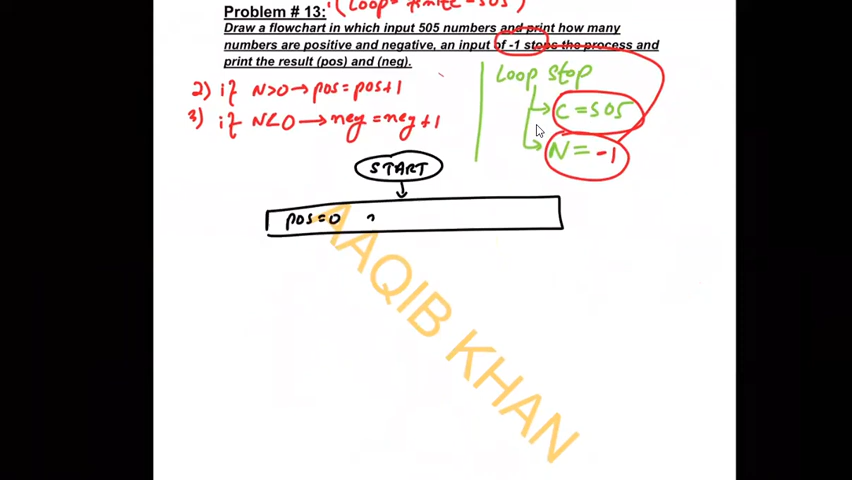 (Loop= finite = 505)
Problem # 13:
Draw a flowchart in which input 505 numbers and print how many
numbers are positive and negative, an input of -1 stops the process and
print the result (pos) and (neg).
Loop stop
2) if N>0 → pos = pos+1
C = 505
3) if N<0 → neg = neg +1
N = -1
START
pos=0
AAQIB KHAN